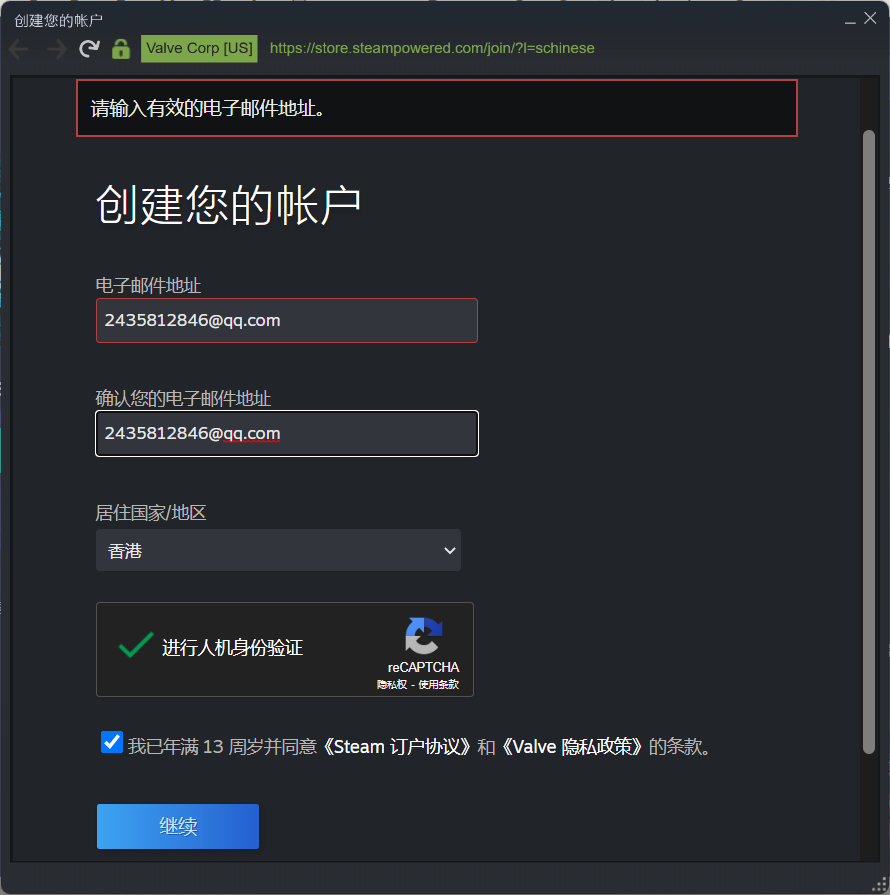 创建您的帐户
Valve Corp [US] https://store.steampowered.com/join/?l=schinese
请输入有效的电子邮件地址。
创建您的帐户
电子邮件地址
2435812846@qq.com
确认您的电子邮件地址
2435812846@qq.com
居住国家/地区
香港
进行人机身份验证
reCAPTCHA
隐私权 - 使用条款
我已年满 13 周岁并同意《Steam 订户协议》和《Valve 隐私政策》的条款。
继续